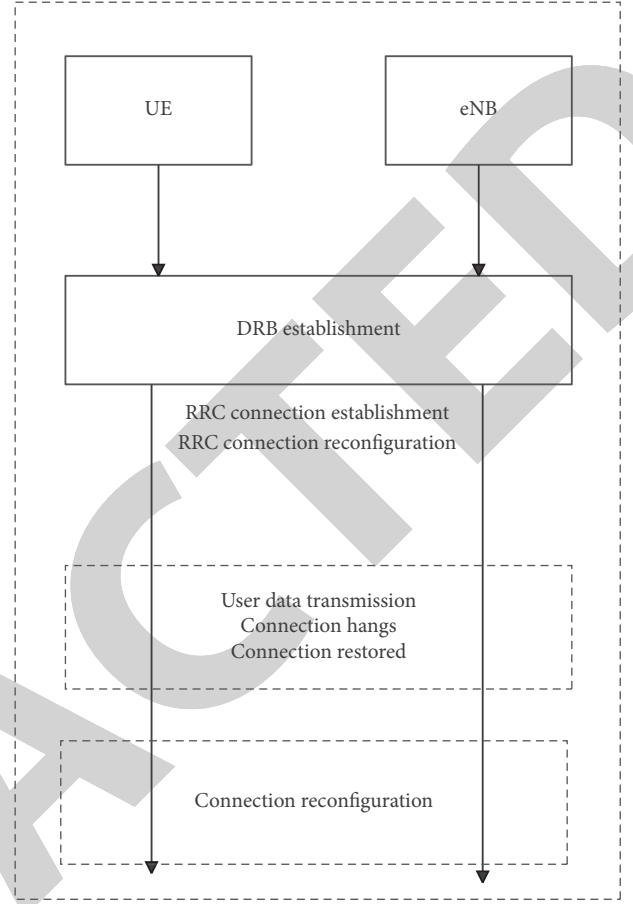 UE
eNB
DRB establishment
RRC connection establishment
RRC connection reconfiguration
User data transmission
Connection hangs
Connection restored
Connection reconfiguration
ACTED